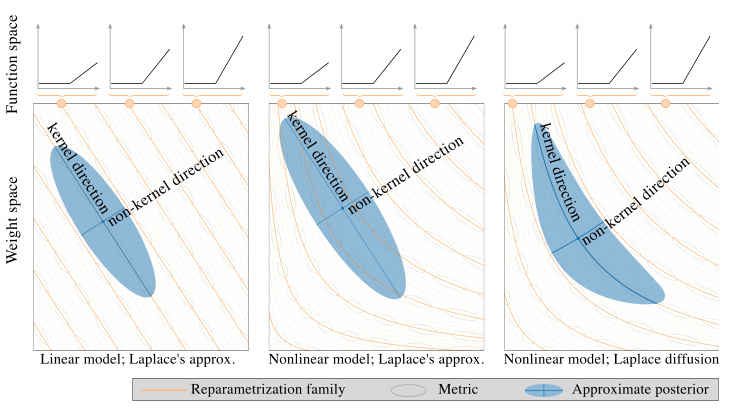 Function space
Weight space
kernel direction
non-kernel direction
kernel direction
non-kernel direction
kernel direction
non-kernel direction
Linear model; Laplace's approx.
Nonlinear model; Laplace's approx.
Nonlinear model; Laplace diffusion
Reparametrization family
Metric
Approximate posterior